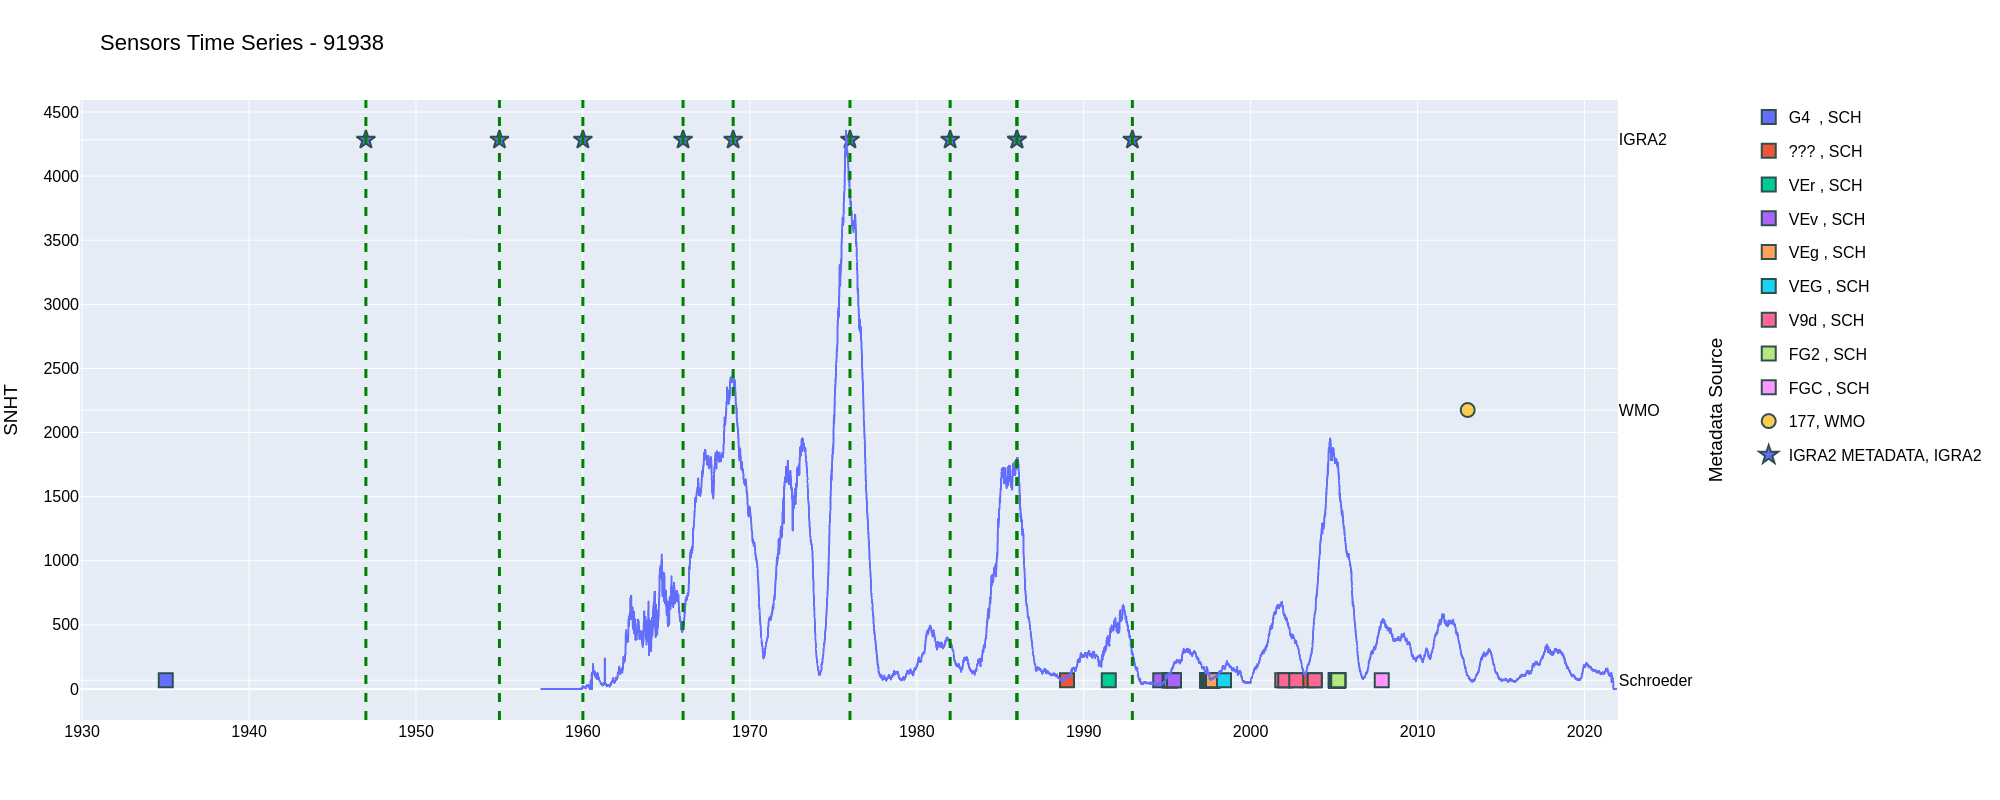 Sensors Time Series - 91938
SNHT
4500
4000
3500
3000
2500
2000
1500
1000
500
0
1930 1940 1950 1960 1970 1980 1990 2000 2010 2020
IGRA2
WMO
Schroeder
Metadata Source
G4 , SCH
??? , SCH
VEr , SCH
VEv , SCH
VEg , SCH
VEG , SCH
V9d , SCH
FG2 , SCH
FGC , SCH
177, WMO
IGRA2 METADATA, IGRA2